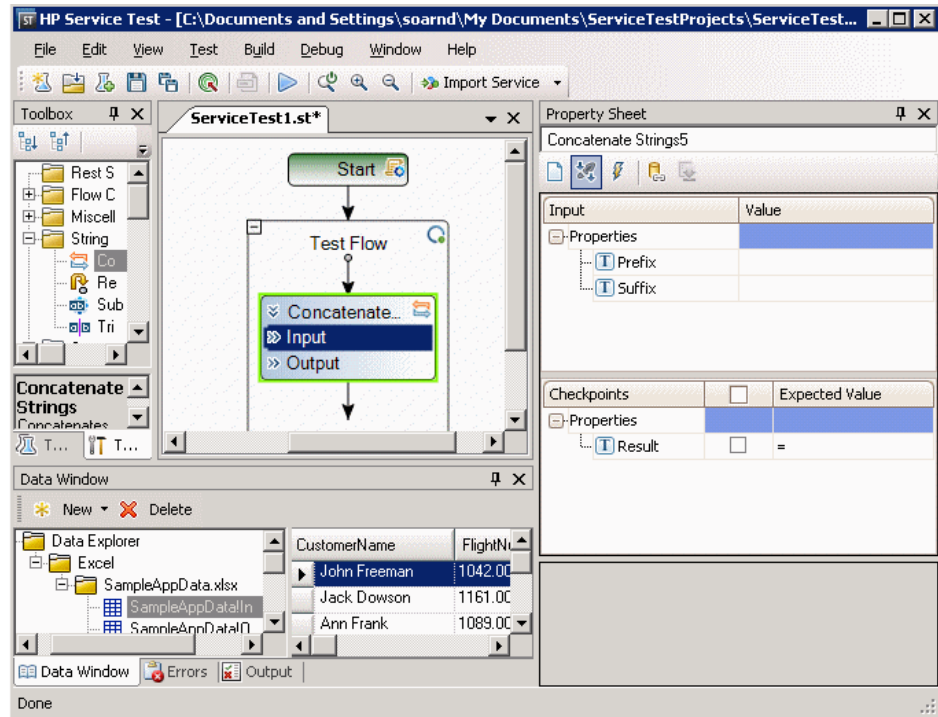 ST HP Service Test - [C:\Documents and Settings\soarnd\My Documents\ServiceTestProjects\ServiceTest...
File Edit View Test Build Debug Window Help
Import Service
Toolbox
Rest S
Flow C
Miscell
String
Co
Re
Sub
Tri
Concatenate Strings
Concatenates
T... T...
ServiceTest1.st*
Start
Test Flow
Concatenate...
Input
Output
Property Sheet
Concatenate Strings5
Input Value
Properties
T Prefix
T Suffix
Checkpoints Expected Value
Properties
T Result =
Data Window
New Delete
Data Explorer
Excel
SampleAppData.xlsx
SampleAppData!In
SampleAppData!O
CustomerName FlightNu
John Freeman 1042.00
Jack Dowson 1161.00
Ann Frank 1089.00
Data Window Errors Output
Done